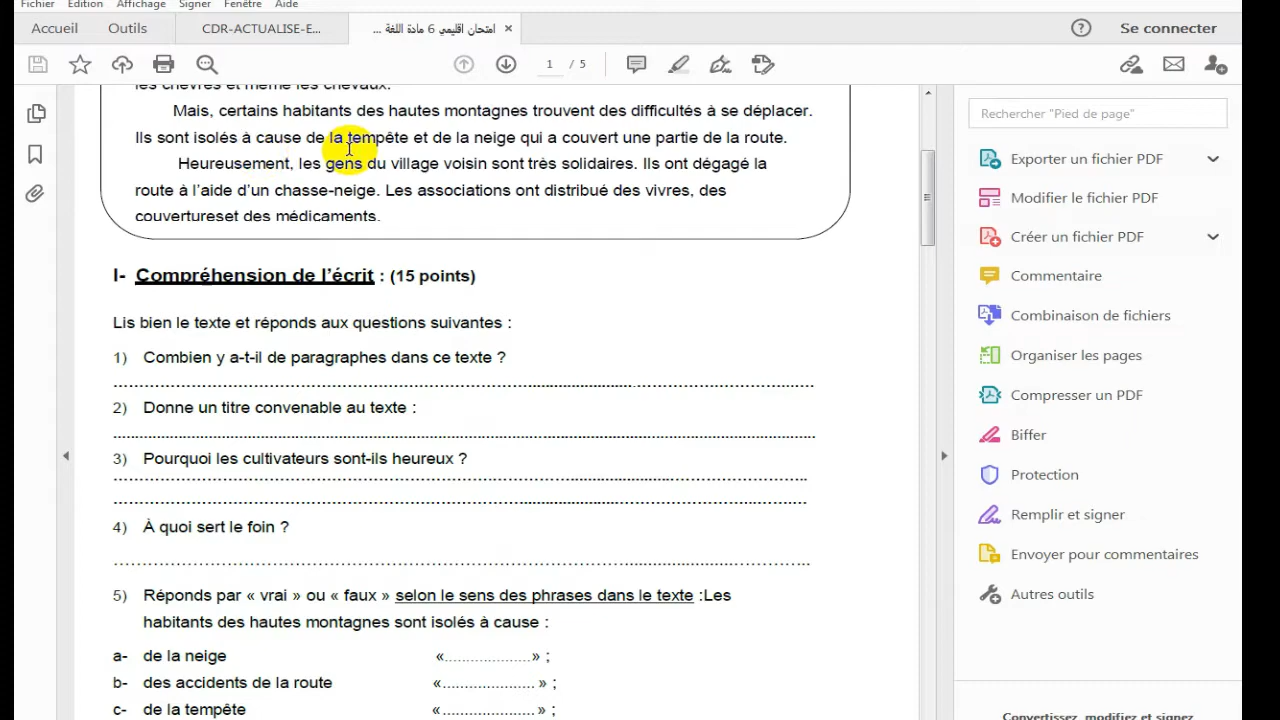 Fichier Edition Affichage Signer Fenêtre Aide
Accueil Outils CDR-ACTUALISE-E... امتحان اقليمي 6 مادة اللغة ... × Se connecter
1 / 5
les chèvres et même les chevaux.
Mais, certains habitants des hautes montagnes trouvent des difficultés à se déplacer.
Ils sont isolés à cause de la tempête et de la neige qui a couvert une partie de la route.
Heureusement, les gens du village voisin sont très solidaires. Ils ont dégagé la
route à l'aide d'un chasse-neige. Les associations ont distribué des vivres, des
couvertureset des médicaments.
I- Compréhension de l'écrit : (15 points)
Lis bien le texte et réponds aux questions suivantes :
1) Combien y a-t-il de paragraphes dans ce texte ?
2) Donne un titre convenable au texte :
3) Pourquoi les cultivateurs sont-ils heureux ?
4) À quoi sert le foin ?
5) Réponds par « vrai » ou « faux » selon le sens des phrases dans le texte :Les
habitants des hautes montagnes sont isolés à cause :
a- de la neige «....................» ;
b- des accidents de la route «.....................» ;
c- de la tempête «.....................» ;
Rechercher "Pied de page"
Exporter un fichier PDF
Modifier le fichier PDF
Créer un fichier PDF
Commentaire
Combinaison de fichiers
Organiser les pages
Compresser un PDF
Biffer
Protection
Remplir et signer
Envoyer pour commentaires
Autres outils
Convertissez, modifiez et signez